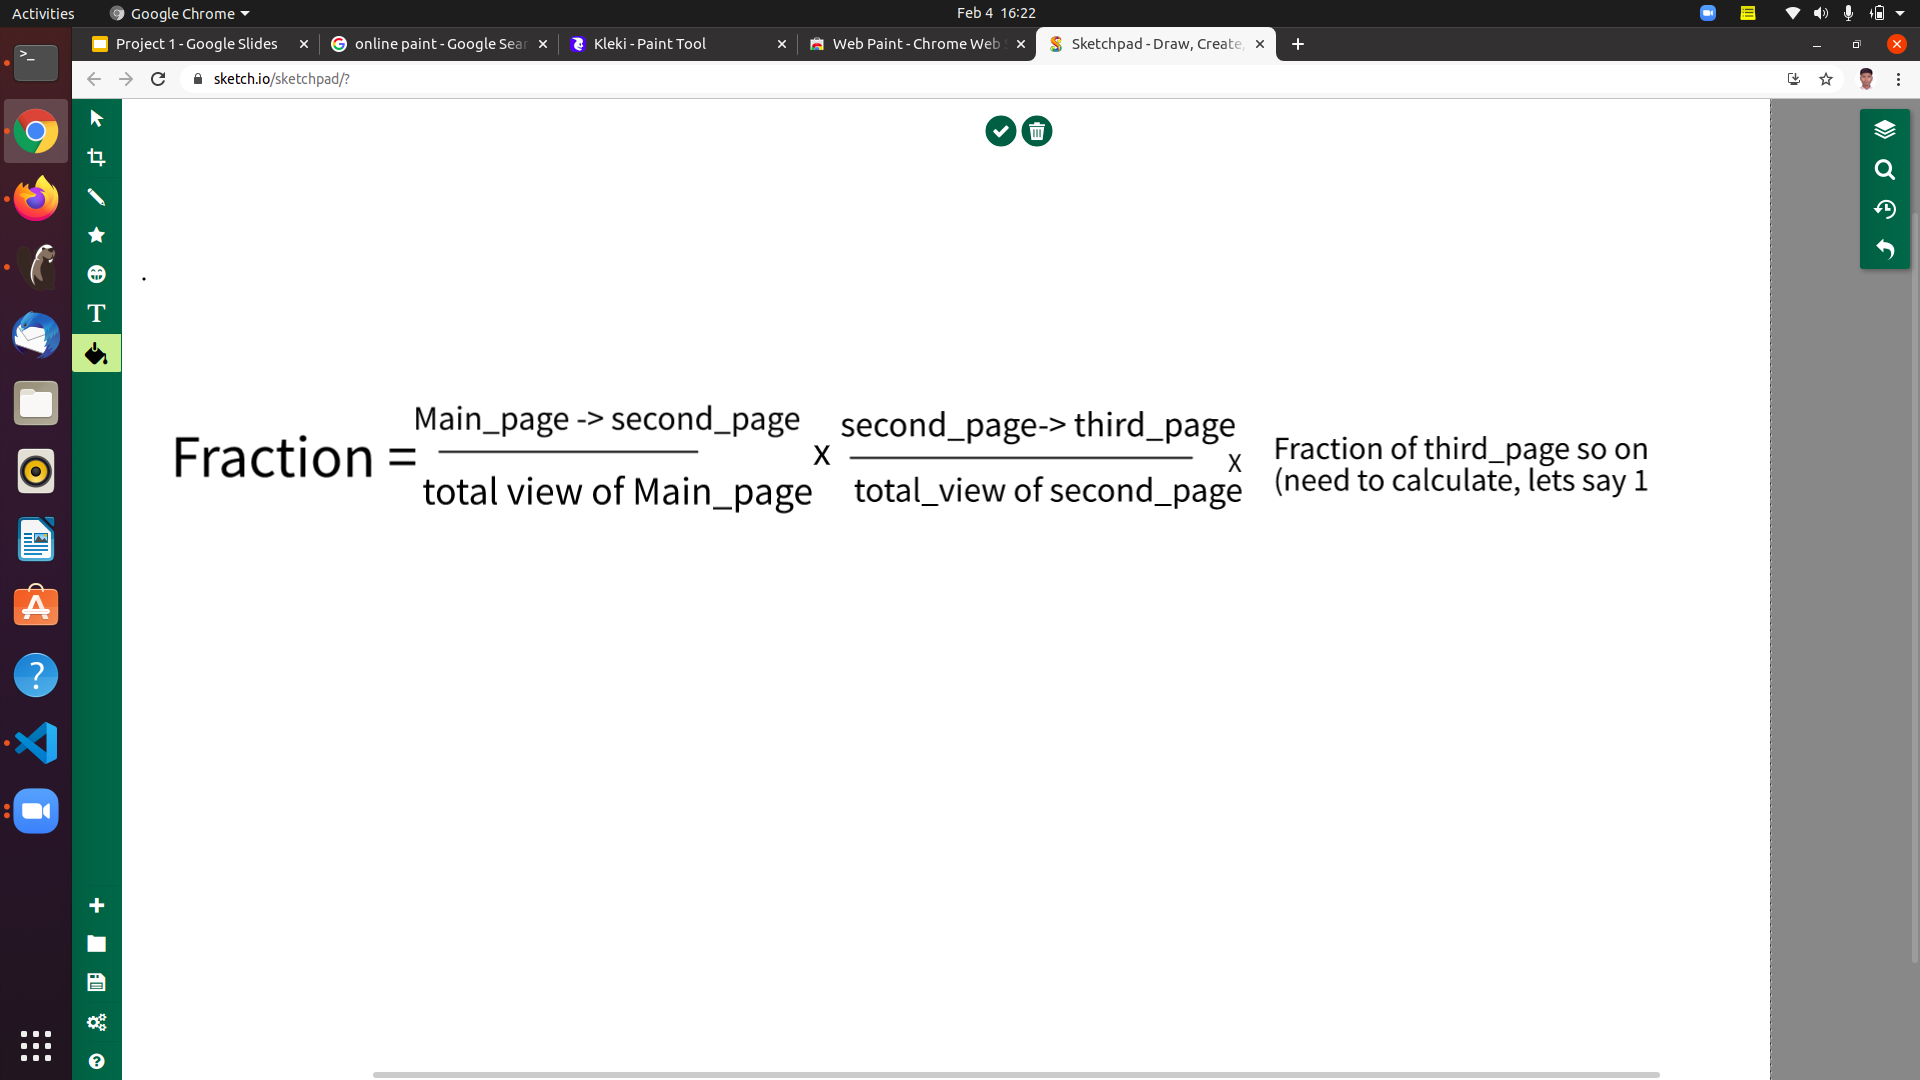 Activities
Google Chrome
Feb 4 16:22
Project 1 - Google Slides
online paint - Google Sear
Kleki - Paint Tool
Web Paint - Chrome Web S
Sketchpad - Draw, Create,
sketch.io/sketchpad/?
T
Main_page -> second_page
second_page-> third_page
Fraction =
x
x
Fraction of third_page so on
(need to calculate, lets say 1
total view of Main_page
total_view of second_page